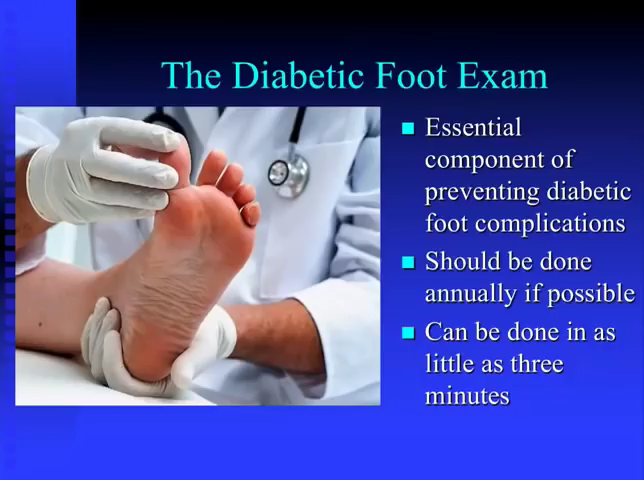 The Diabetic Foot Exam
Essential
component of
preventing diabetic
foot complications
Should be done
annually if possible
Can be done in as
little as three
minutes